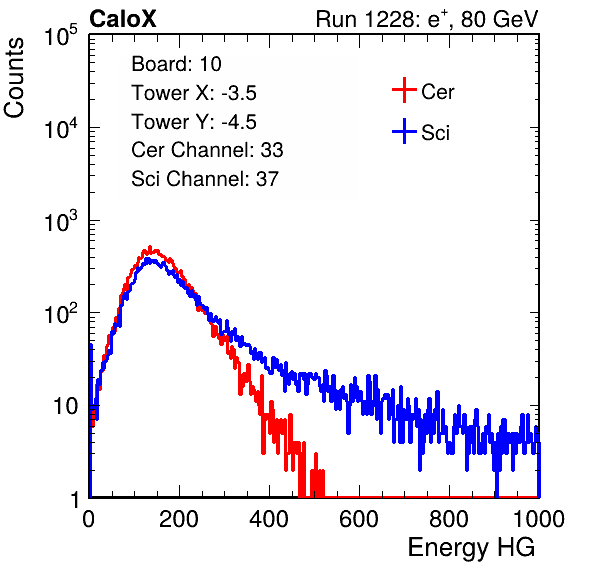 CaloX Run 1228: e⁺, 80 GeV
Counts
10⁵
10⁴
10³
10²
10
1
Board: 10
Tower X: -3.5
Tower Y: -4.5
Cer Channel: 33
Sci Channel: 37
Cer
Sci
0 200 400 600 800 1000
Energy HG